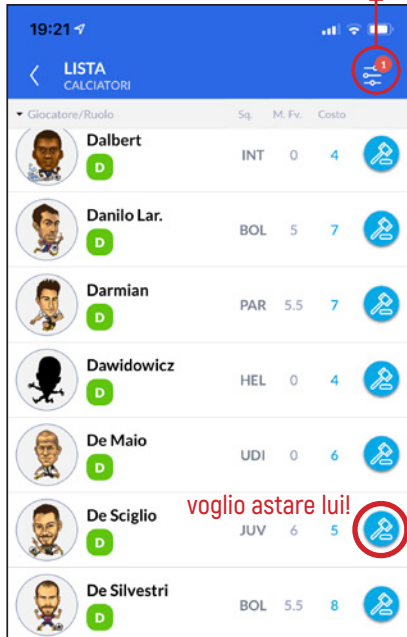 19:21
LISTA
CALCIATORI
1
Giocatore/Ruolo Sq. M. Fv. Costo
Dalbert
D
INT 0 4
Danilo Lar.
D
BOL 5 7
Darmian
D
PAR 5.5 7
Dawidowicz
D
HEL 0 4
De Maio
D
UDI 0 6
voglio astare lui!
De Sciglio
D
JUV 6 5
De Silvestri
D
BOL 5.5 8